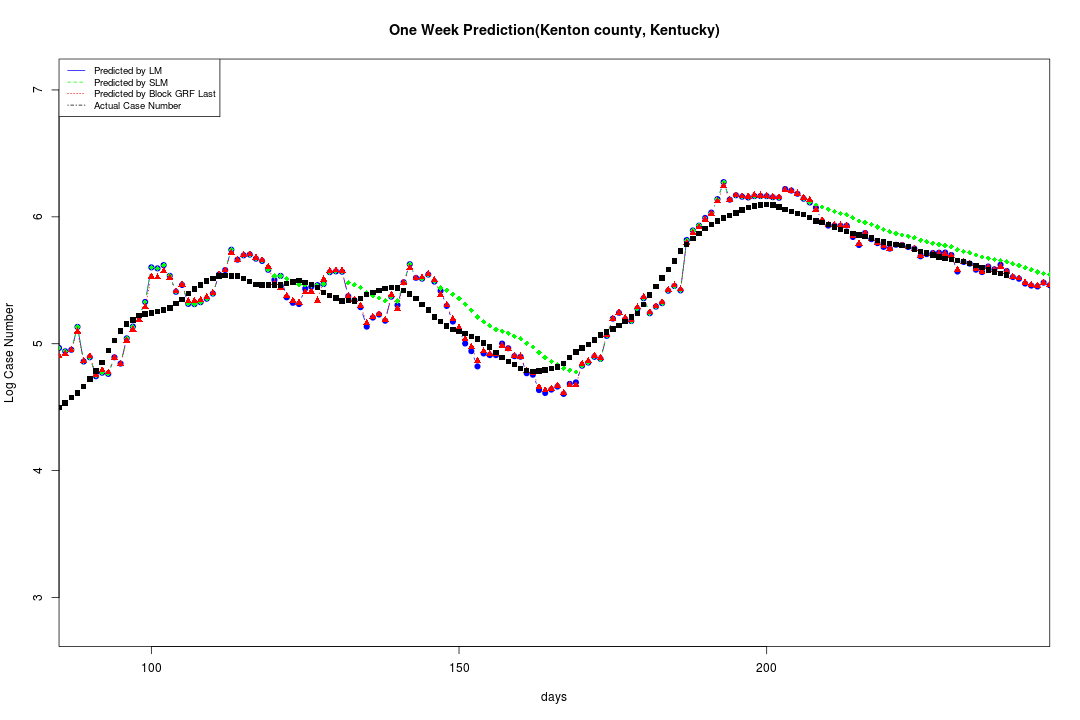 One Week Prediction(Kenton county, Kentucky)
Predicted by LM
Predicted by SLM
Predicted by Block GRF Last
Actual Case Number
7
6
5
4
3
Log Case Number
100 150 200
days